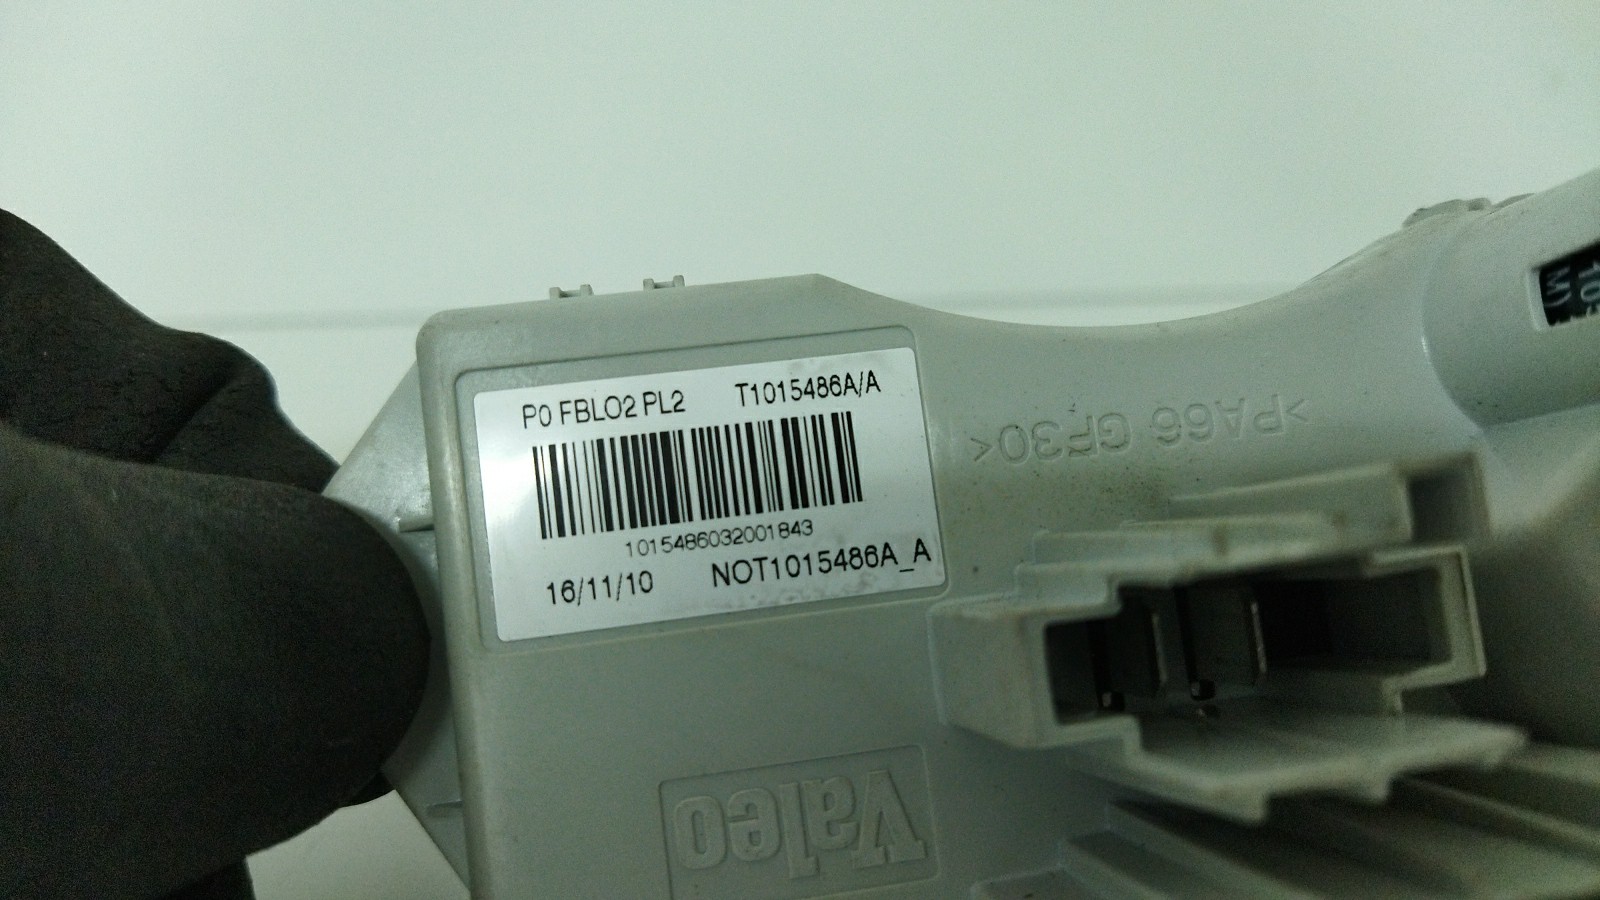 P0 FBLO2 PL2 T1015486A/A
1015486032001843
16/11/10 NOT1015486A_A
>PA66 GF30<
Valeo